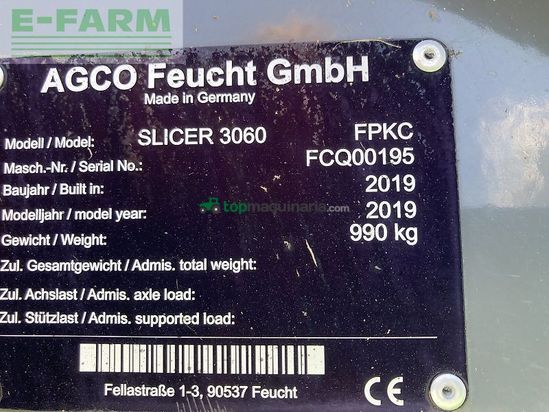 E-FARM
AGCO Feucht GmbH
Made in Germany
Modell / Model: SLICER 3060 FPKC
Masch.-Nr. / Serial No.: FCQ00195
Baujahr / Built in: 2019
Modelljahr / model year: 2019
Gewicht / Weight: 990 kg
topmaquinaria.com
Zul. Gesamtgewicht / Admis. total weight:
Zul. Achslast / Admis. axle load:
Zul. Stützlast / Admis. supported load:
Fellastraße 1-3, 90537 Feucht
CE